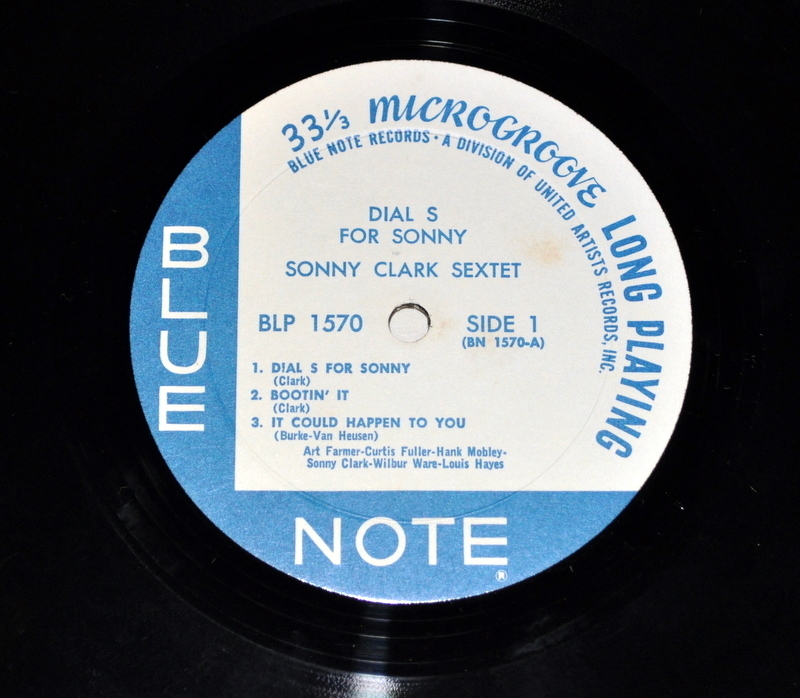 33 1/3 MICROGROOVE LONG PLAYING
BLUE NOTE RECORDS • A DIVISION OF UNITED ARTISTS RECORDS, INC.
DIAL S
FOR SONNY
SONNY CLARK SEXTET
BLP 1570
SIDE 1
(BN 1570-A)
1. DIAL S FOR SONNY
(Clark)
2. BOOTIN' IT
(Clark)
3. IT COULD HAPPEN TO YOU
(Burke-Van Heusen)
Art Farmer-Curtis Fuller-Hank Mobley-
Sonny Clark-Wilbur Ware-Louis Hayes
BLUE
NOTE ®